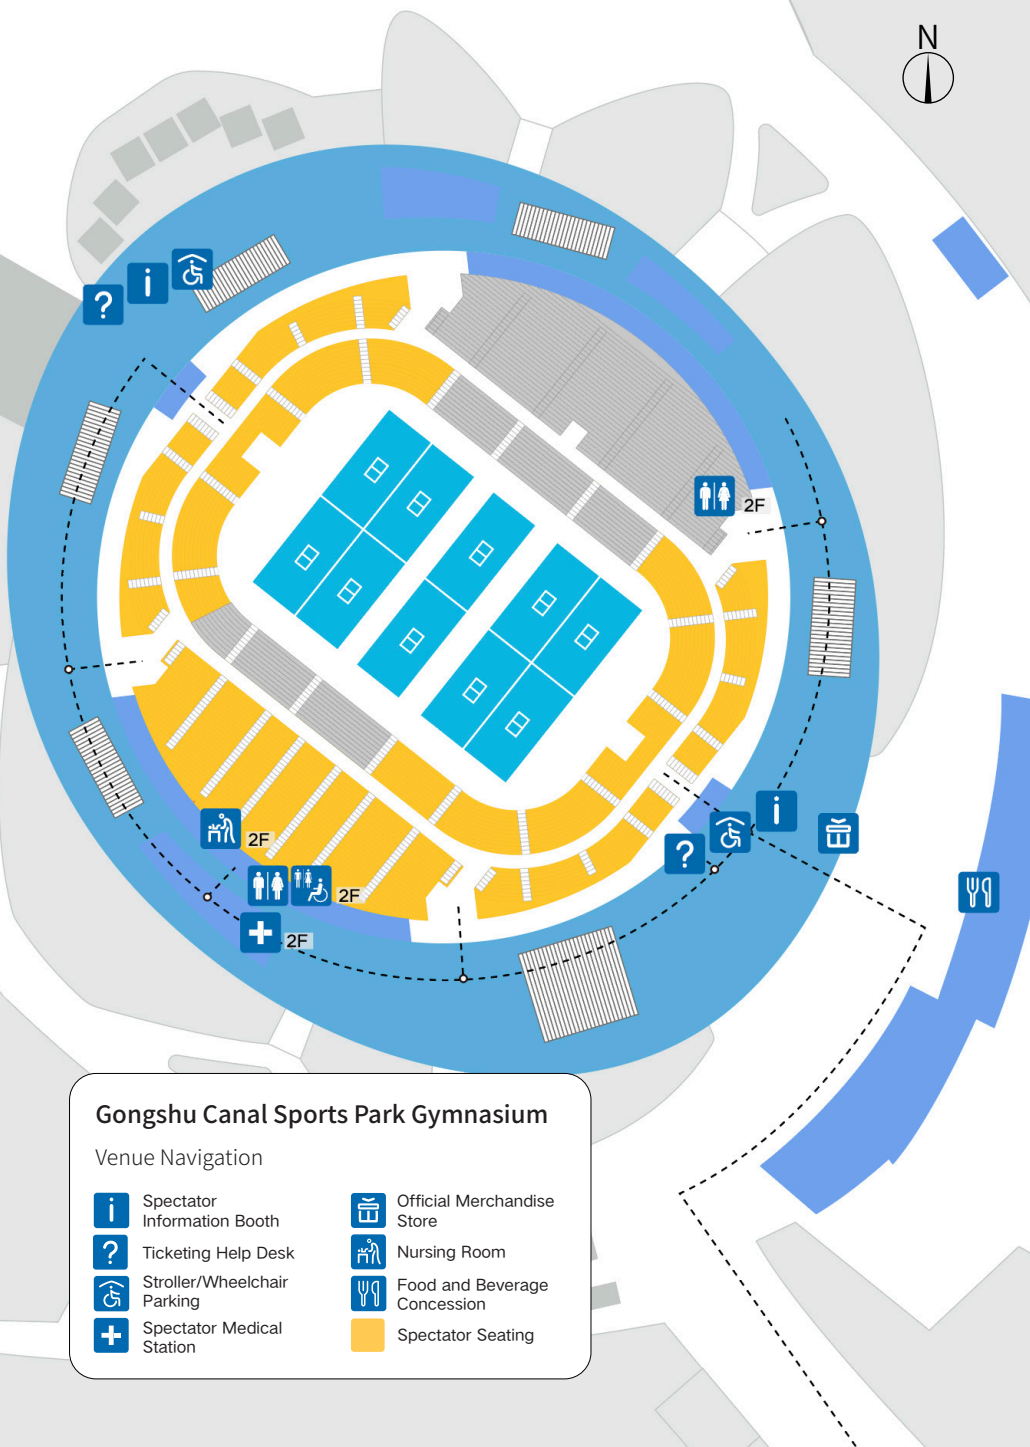 N
?
i
2F
i
?
2F
2F
2F
Gongshu Canal Sports Park Gymnasium
Venue Navigation
i
Spectator
Information Booth
?
Ticketing Help Desk
Stroller/Wheelchair
Parking
Spectator Medical
Station
Official Merchandise
Store
Nursing Room
Food and Beverage
Concession
Spectator Seating